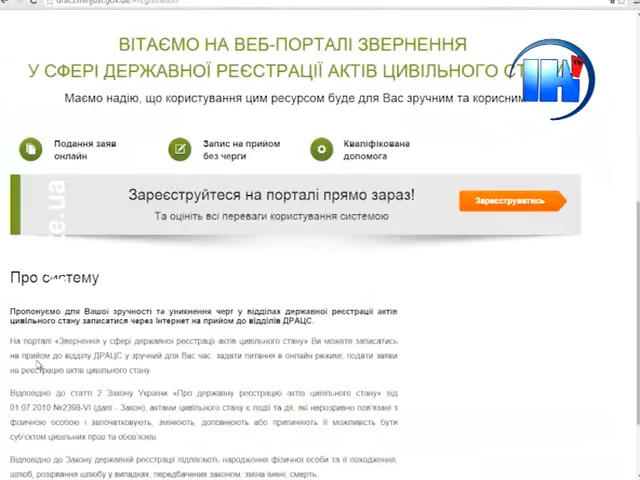 dracs.minjust.gov.ua/#registration
ВІТАЄМО НА ВЕБ-ПОРТАЛІ ЗВЕРНЕННЯ
У СФЕРІ ДЕРЖАВНОЇ РЕЄСТРАЦІЇ АКТІВ ЦИВІЛЬНОГО
Маємо надію, що користування цим ресурсом буде для Вас зручним та корисним
Подання заяв
онлайн
Запис на прийом
без черги
Кваліфікована
допомога
Зареєструйтеся на порталі прямо зараз!
Та оцініть всі переваги користування системою
Зареєструватись
te.ua
Про систему
Пропонуємо для Вашої зручності та уникнення черг у відділах державної реєстрації актів
цивільного стану записатися через Інтернет на прийом до відділів ДРАЦС.
На порталі «Звернення у сфері державної реєстрації актів цивільного стану» Ви можете записатись
на прийом до відділу ДРАЦС у зручний для Вас час, задати питання в онлайн режимі, подати заяви
на реєстрацію актів цивільного стану
Відповідно до статті 2 Закону України «Про державну реєстрацію актів цивільного стану» від
01.07.2010 №2398-VI (далі - Закон), актами цивільного стану є події та дії, які нерозривно пов'язані з
фізичною особою і започатковують, змінюють, доповнюють або припиняють її можливість бути
суб'єктом цивільних прав та обов'язків.
Відповідно до Закону державній реєстрації підлягають народження фізичної особи та її походження,
шлюб, розірвання шлюбу у випадках, передбачених законом, зміна імені, смерть